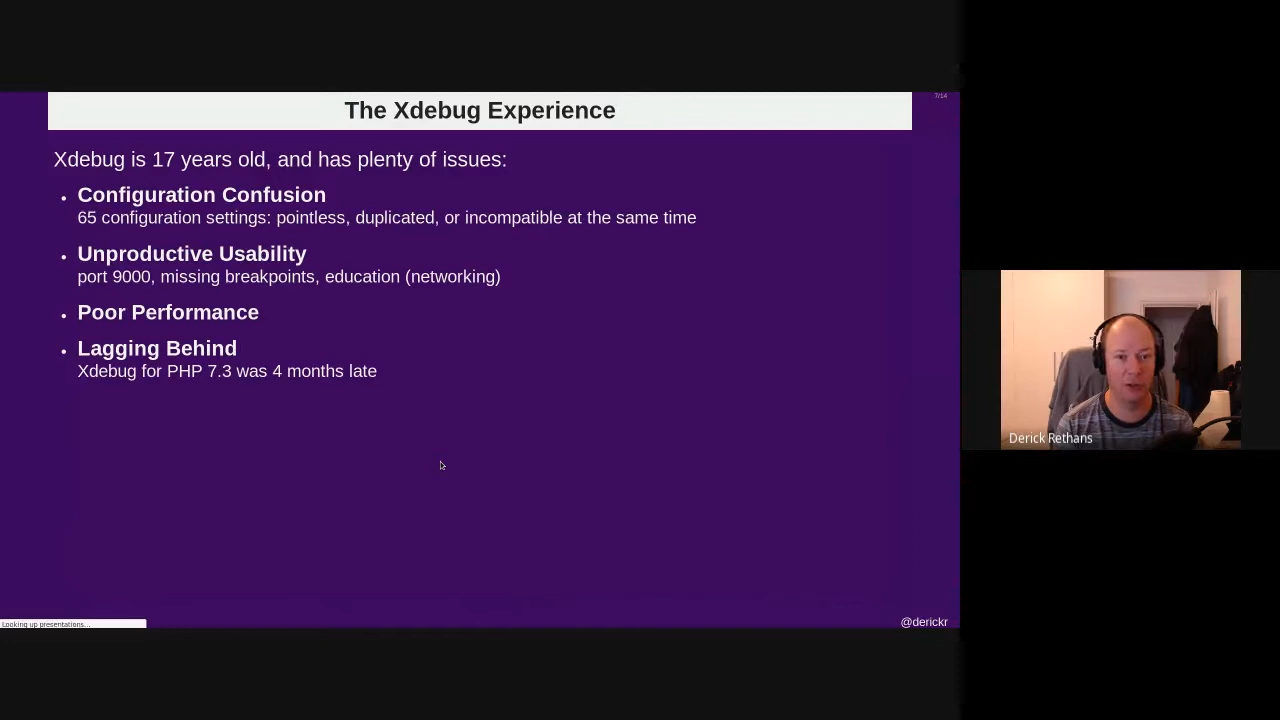 The Xdebug Experience
7/14
Xdebug is 17 years old, and has plenty of issues:
• Configuration Confusion
65 configuration settings: pointless, duplicated, or incompatible at the same time
• Unproductive Usability
port 9000, missing breakpoints, education (networking)
• Poor Performance
• Lagging Behind
Xdebug for PHP 7.3 was 4 months late
Derick Rethans
Looking up presentations...
@derickr